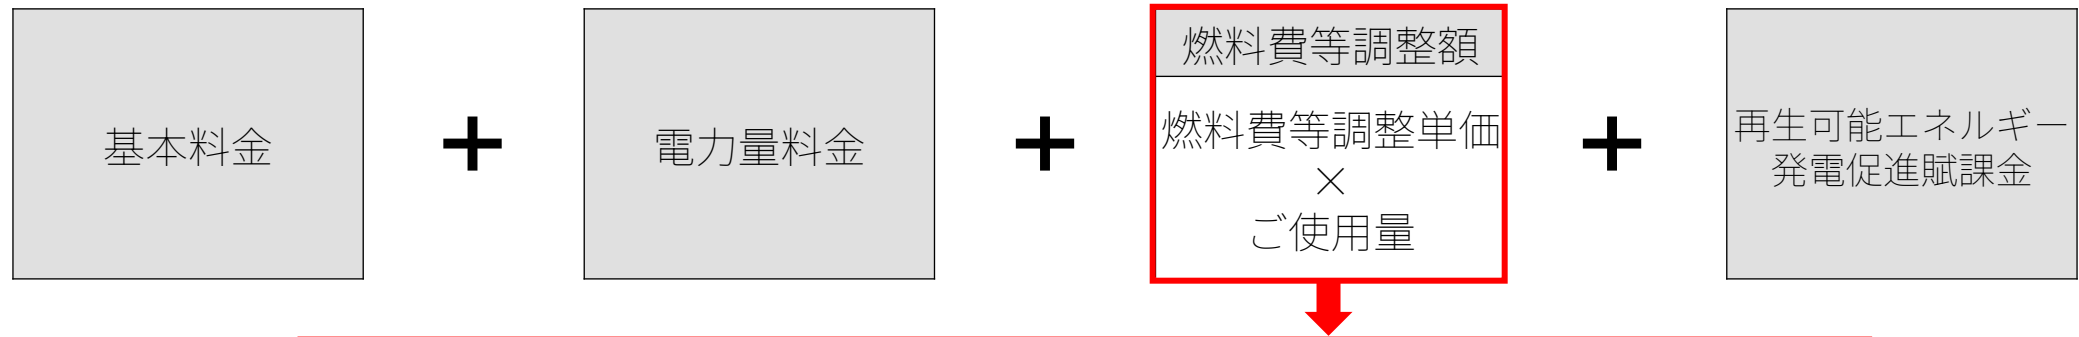 基本料金
+
電力量料金
+
燃料費等調整額
燃料費等調整単価
×
ご使用量
+
再生可能エネルギー
発電促進賦課金